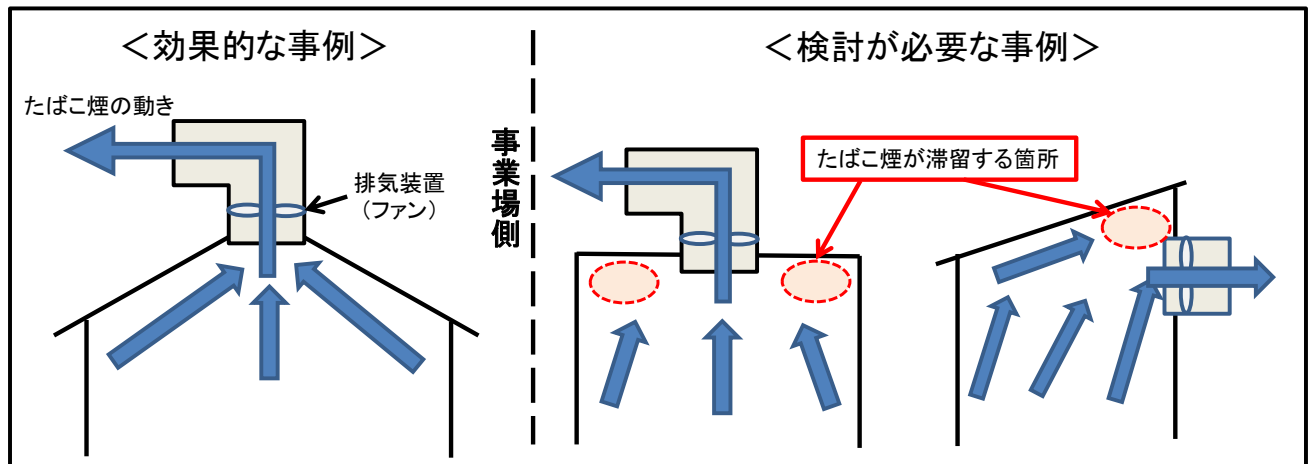 ＜効果的な事例＞
たばこ煙の動き
排気装置
（ファン）
事業場側
＜検討が必要な事例＞
たばこ煙が滞留する箇所